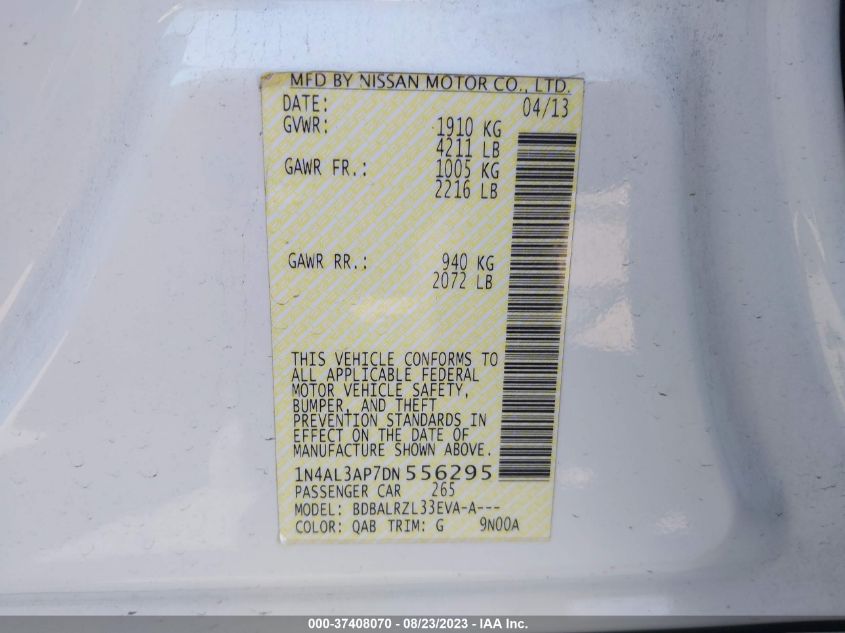 MFD BY NISSAN MOTOR CO., LTD.
DATE: 04/13
GVWR: 1910 KG
4211 LB
GAWR FR.: 1005 KG
2216 LB
GAWR RR.: 940 KG
2072 LB
THIS VEHICLE CONFORMS TO
ALL APPLICABLE FEDERAL
MOTOR VEHICLE SAFETY,
BUMPER, AND THEFT
PREVENTION STANDARDS IN
EFFECT ON THE DATE OF
MANUFACTURE SHOWN ABOVE.
1N4AL3AP7DN556295
PASSENGER CAR 265
MODEL: BDBALRZL33EVA-A---
COLOR: QAB TRIM: G 9N00A
000-37408070 - 08/23/2023 - IAA Inc.